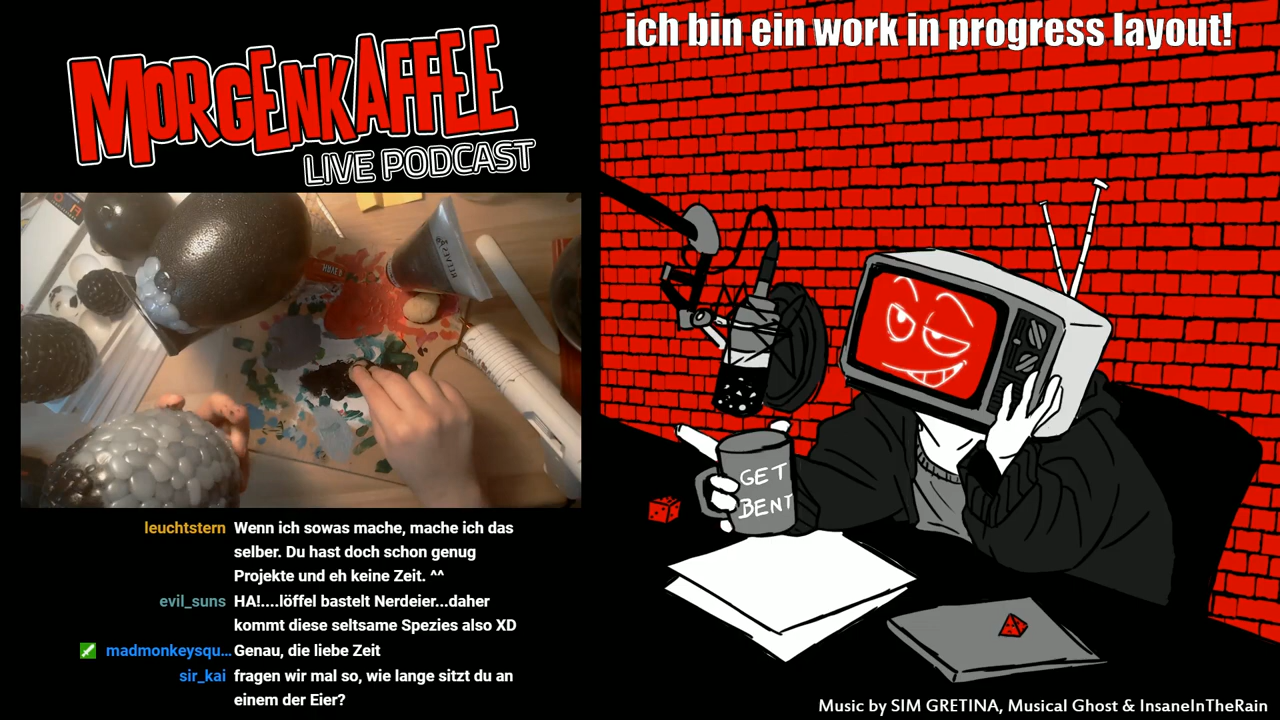 MORGENKAFFEE
LIVE PODCAST
ich bin ein work in progress layout!
REEVES
GET
BENT
leuchtstern Wenn ich sowas mache, mache ich das
selber. Du hast doch schon genug
Projekte und eh keine Zeit. ^^
evil_suns HA!....löffel bastelt Nerdeier...daher
kommt diese seltsame Spezies also XD
madmonkeysqu... Genau, die liebe Zeit
sir_kai fragen wir mal so, wie lange sitzt du an
einem der Eier?
Music by SIM GRETINA, Musical Ghost & InsaneInTheRain